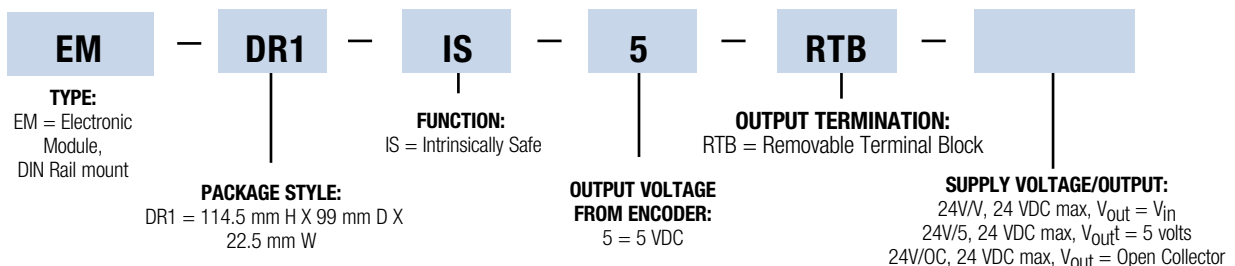 EM – DR1 – IS – 5 – RTB –
TYPE:
EM = Electronic
Module,
DIN Rail mount
PACKAGE STYLE:
DR1 = 114.5 mm H X 99 mm D X
22.5 mm W
FUNCTION:
IS = Intrinsically Safe
OUTPUT VOLTAGE
FROM ENCODER:
5 = 5 VDC
OUTPUT TERMINATION:
RTB = Removable Terminal Block
SUPPLY VOLTAGE/OUTPUT:
24V/V, 24 VDC max, Vout = Vin
24V/5, 24 VDC max, Voutt = 5 volts
24V/OC, 24 VDC max, Vout = Open Collector